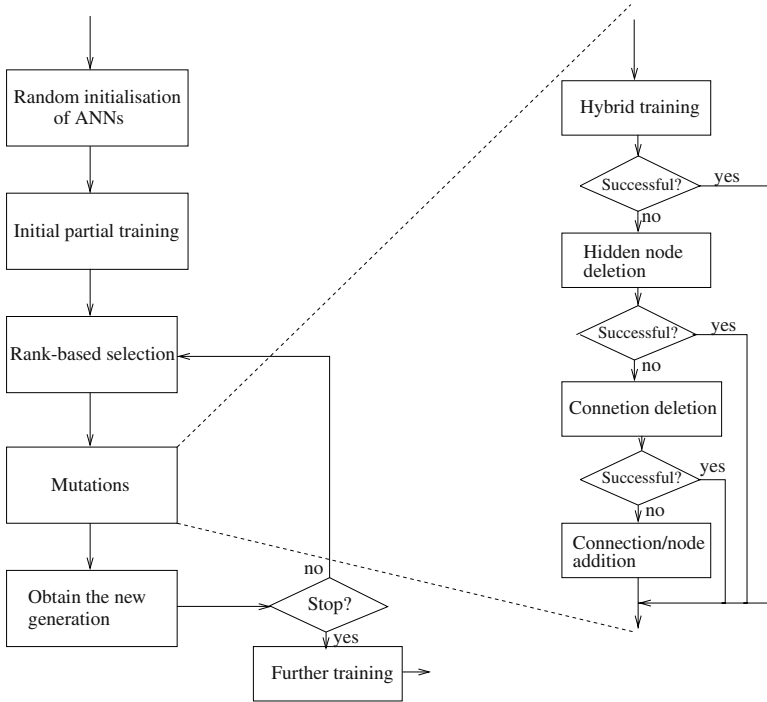 Random initialisation
of ANNs
Initial partial training
Rank-based selection
Mutations
Obtain the new
generation
no
Stop?
yes
Further training
Hybrid training
Successful?
yes
no
Hidden node
deletion
Successful?
yes
no
Connetion deletion
Successful?
yes
no
Connection/node
addition